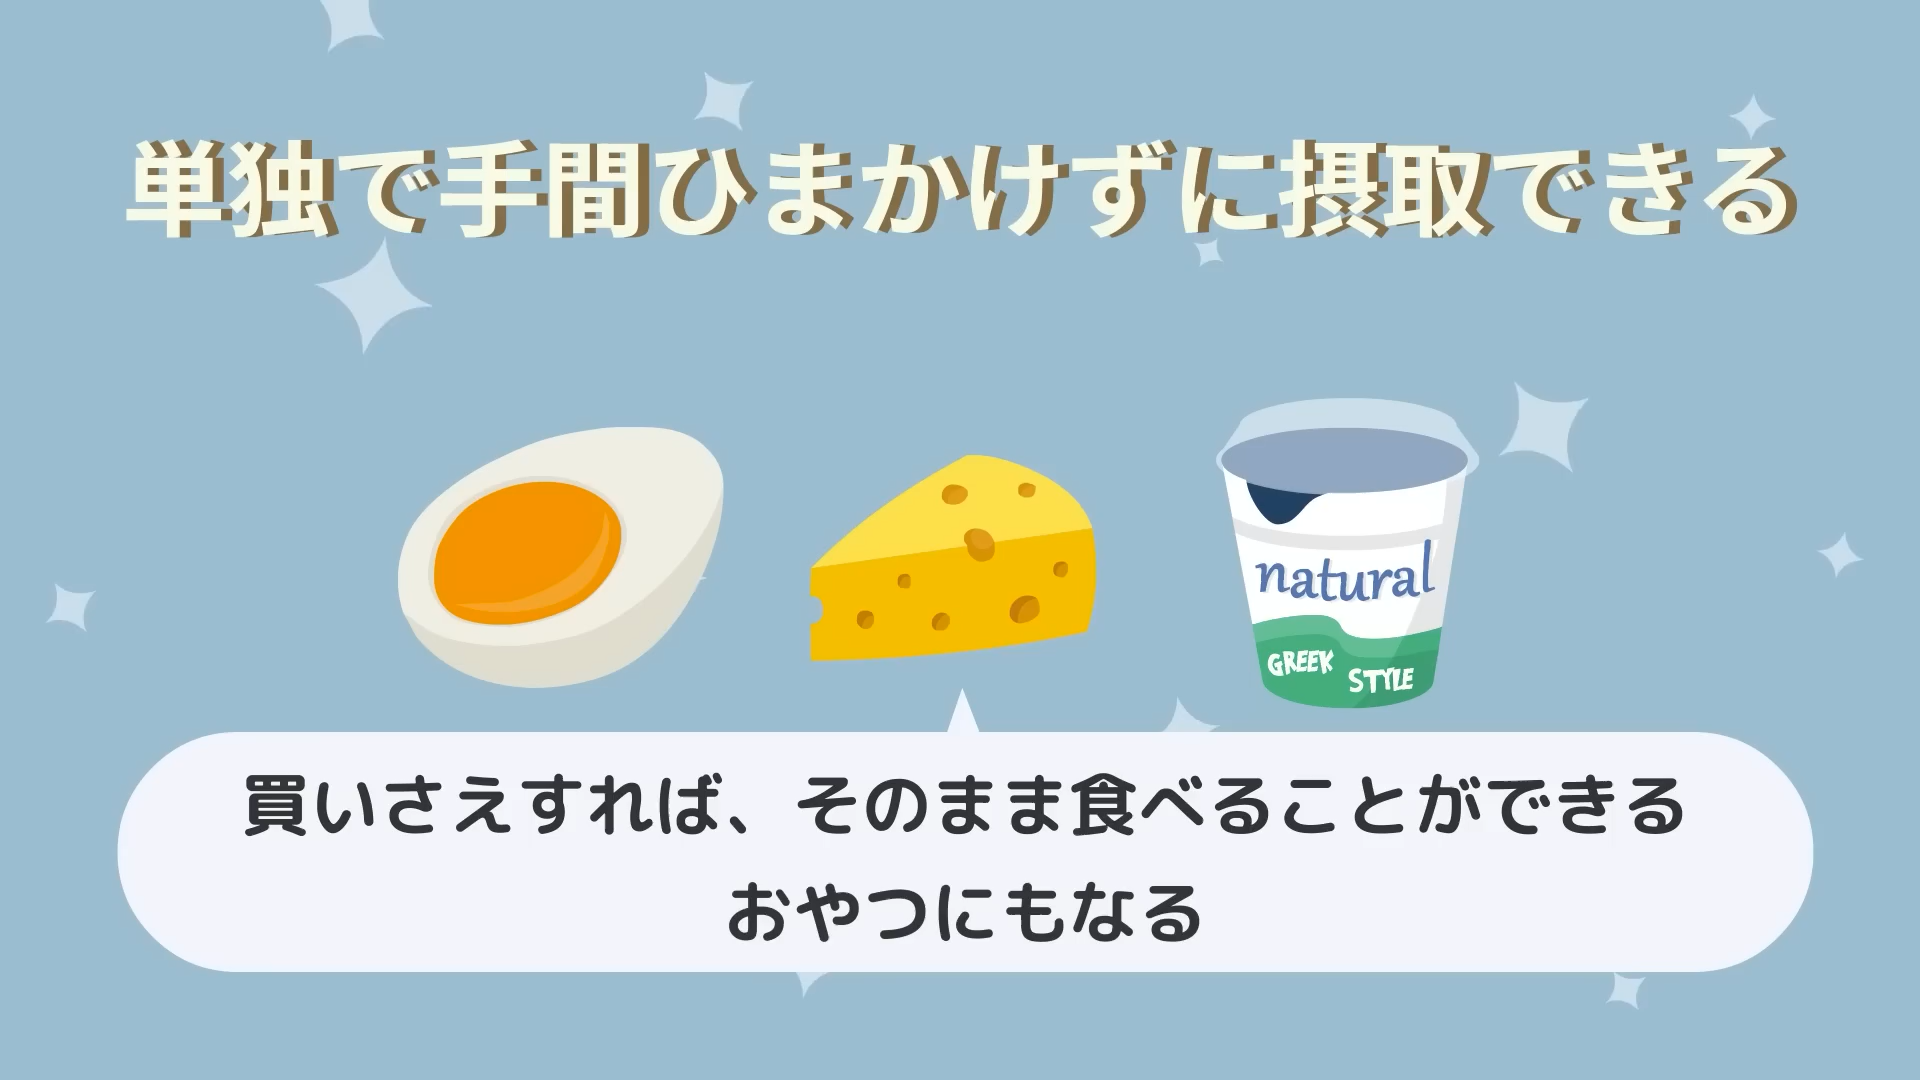 単独で手間ひまかけずに摂取できる
natural
GREEK STYLE
買いさえすれば、そのまま食べることができる
おやつにもなる